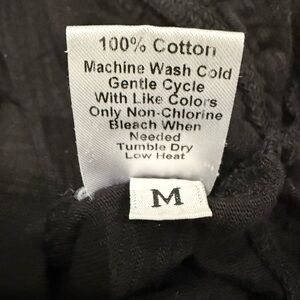 100% Cotton
Machine Wash Cold
Gentle Cycle
With Like Colors
Only Non-Chlorine
Bleach When
Needed
Tumble Dry
Low Heat
M